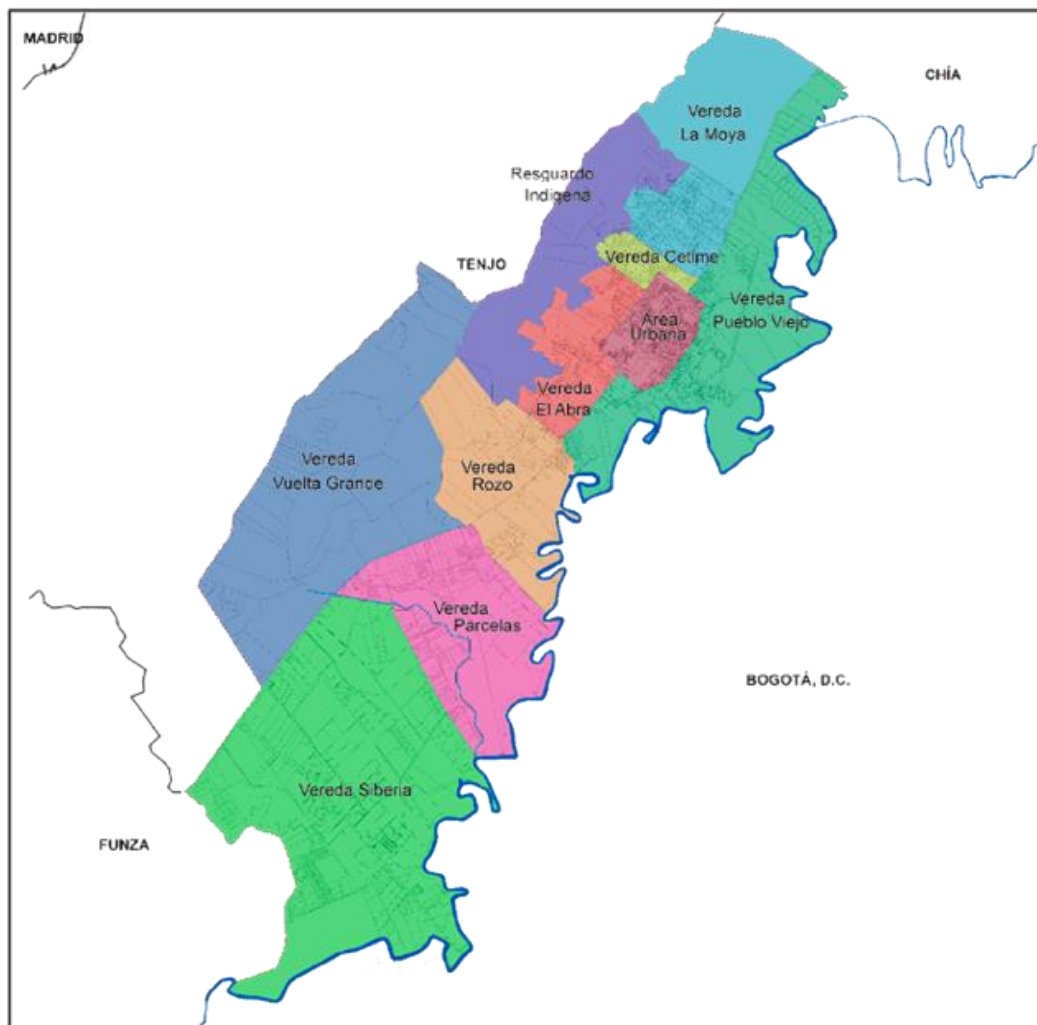 MADRID
CHÍA
Vereda
La Moya
Resguardo
Indigena
Vereda Cetime
TENJO
Vereda
Pueblo Viejo
Área
Urbana
Vereda
El Abra
Vereda
Vuelta Grande
Vereda
Rozo
Vereda
Parcelas
BOGOTÁ, D.C.
Vereda Siberia
FUNZA